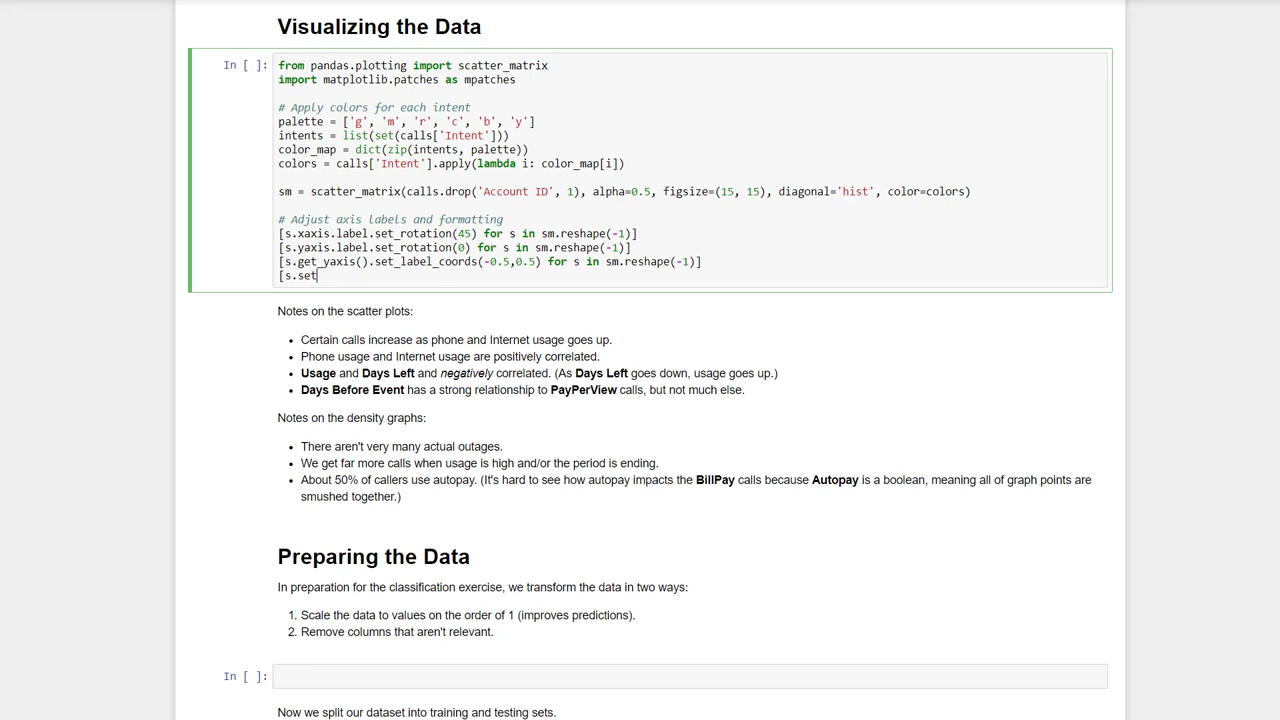 Visualizing the Data
In [ ]:
from pandas.plotting import scatter_matrix
import matplotlib.patches as mpatches
# Apply colors for each intent
palette = ['g', 'm', 'r', 'c', 'b', 'y']
intents = list(set(calls['Intent']))
color_map = dict(zip(intents, palette))
colors = calls['Intent'].apply(lambda i: color_map[i])
sm = scatter_matrix(calls.drop('Account ID', 1), alpha=0.5, figsize=(15, 15), diagonal='hist', color=colors)
# Adjust axis labels and formatting
[s.xaxis.label.set_rotation(45) for s in sm.reshape(-1)]
[s.yaxis.label.set_rotation(0) for s in sm.reshape(-1)]
[s.get_yaxis().set_label_coords(-0.5,0.5) for s in sm.reshape(-1)]
[s.set
Notes on the scatter plots:
• Certain calls increase as phone and Internet usage goes up.
• Phone usage and Internet usage are positively correlated.
• Usage and Days Left and negatively correlated. (As Days Left goes down, usage goes up.)
• Days Before Event has a strong relationship to PayPerView calls, but not much else.
Notes on the density graphs:
• There aren't very many actual outages.
• We get far more calls when usage is high and/or the period is ending.
• About 50% of callers use autopay. (It's hard to see how autopay impacts the BillPay calls because Autopay is a boolean, meaning all of graph points are
smushed together.)
Preparing the Data
In preparation for the classification exercise, we transform the data in two ways:
1. Scale the data to values on the order of 1 (improves predictions).
2. Remove columns that aren't relevant.
In [ ]:
Now we split our dataset into training and testing sets.